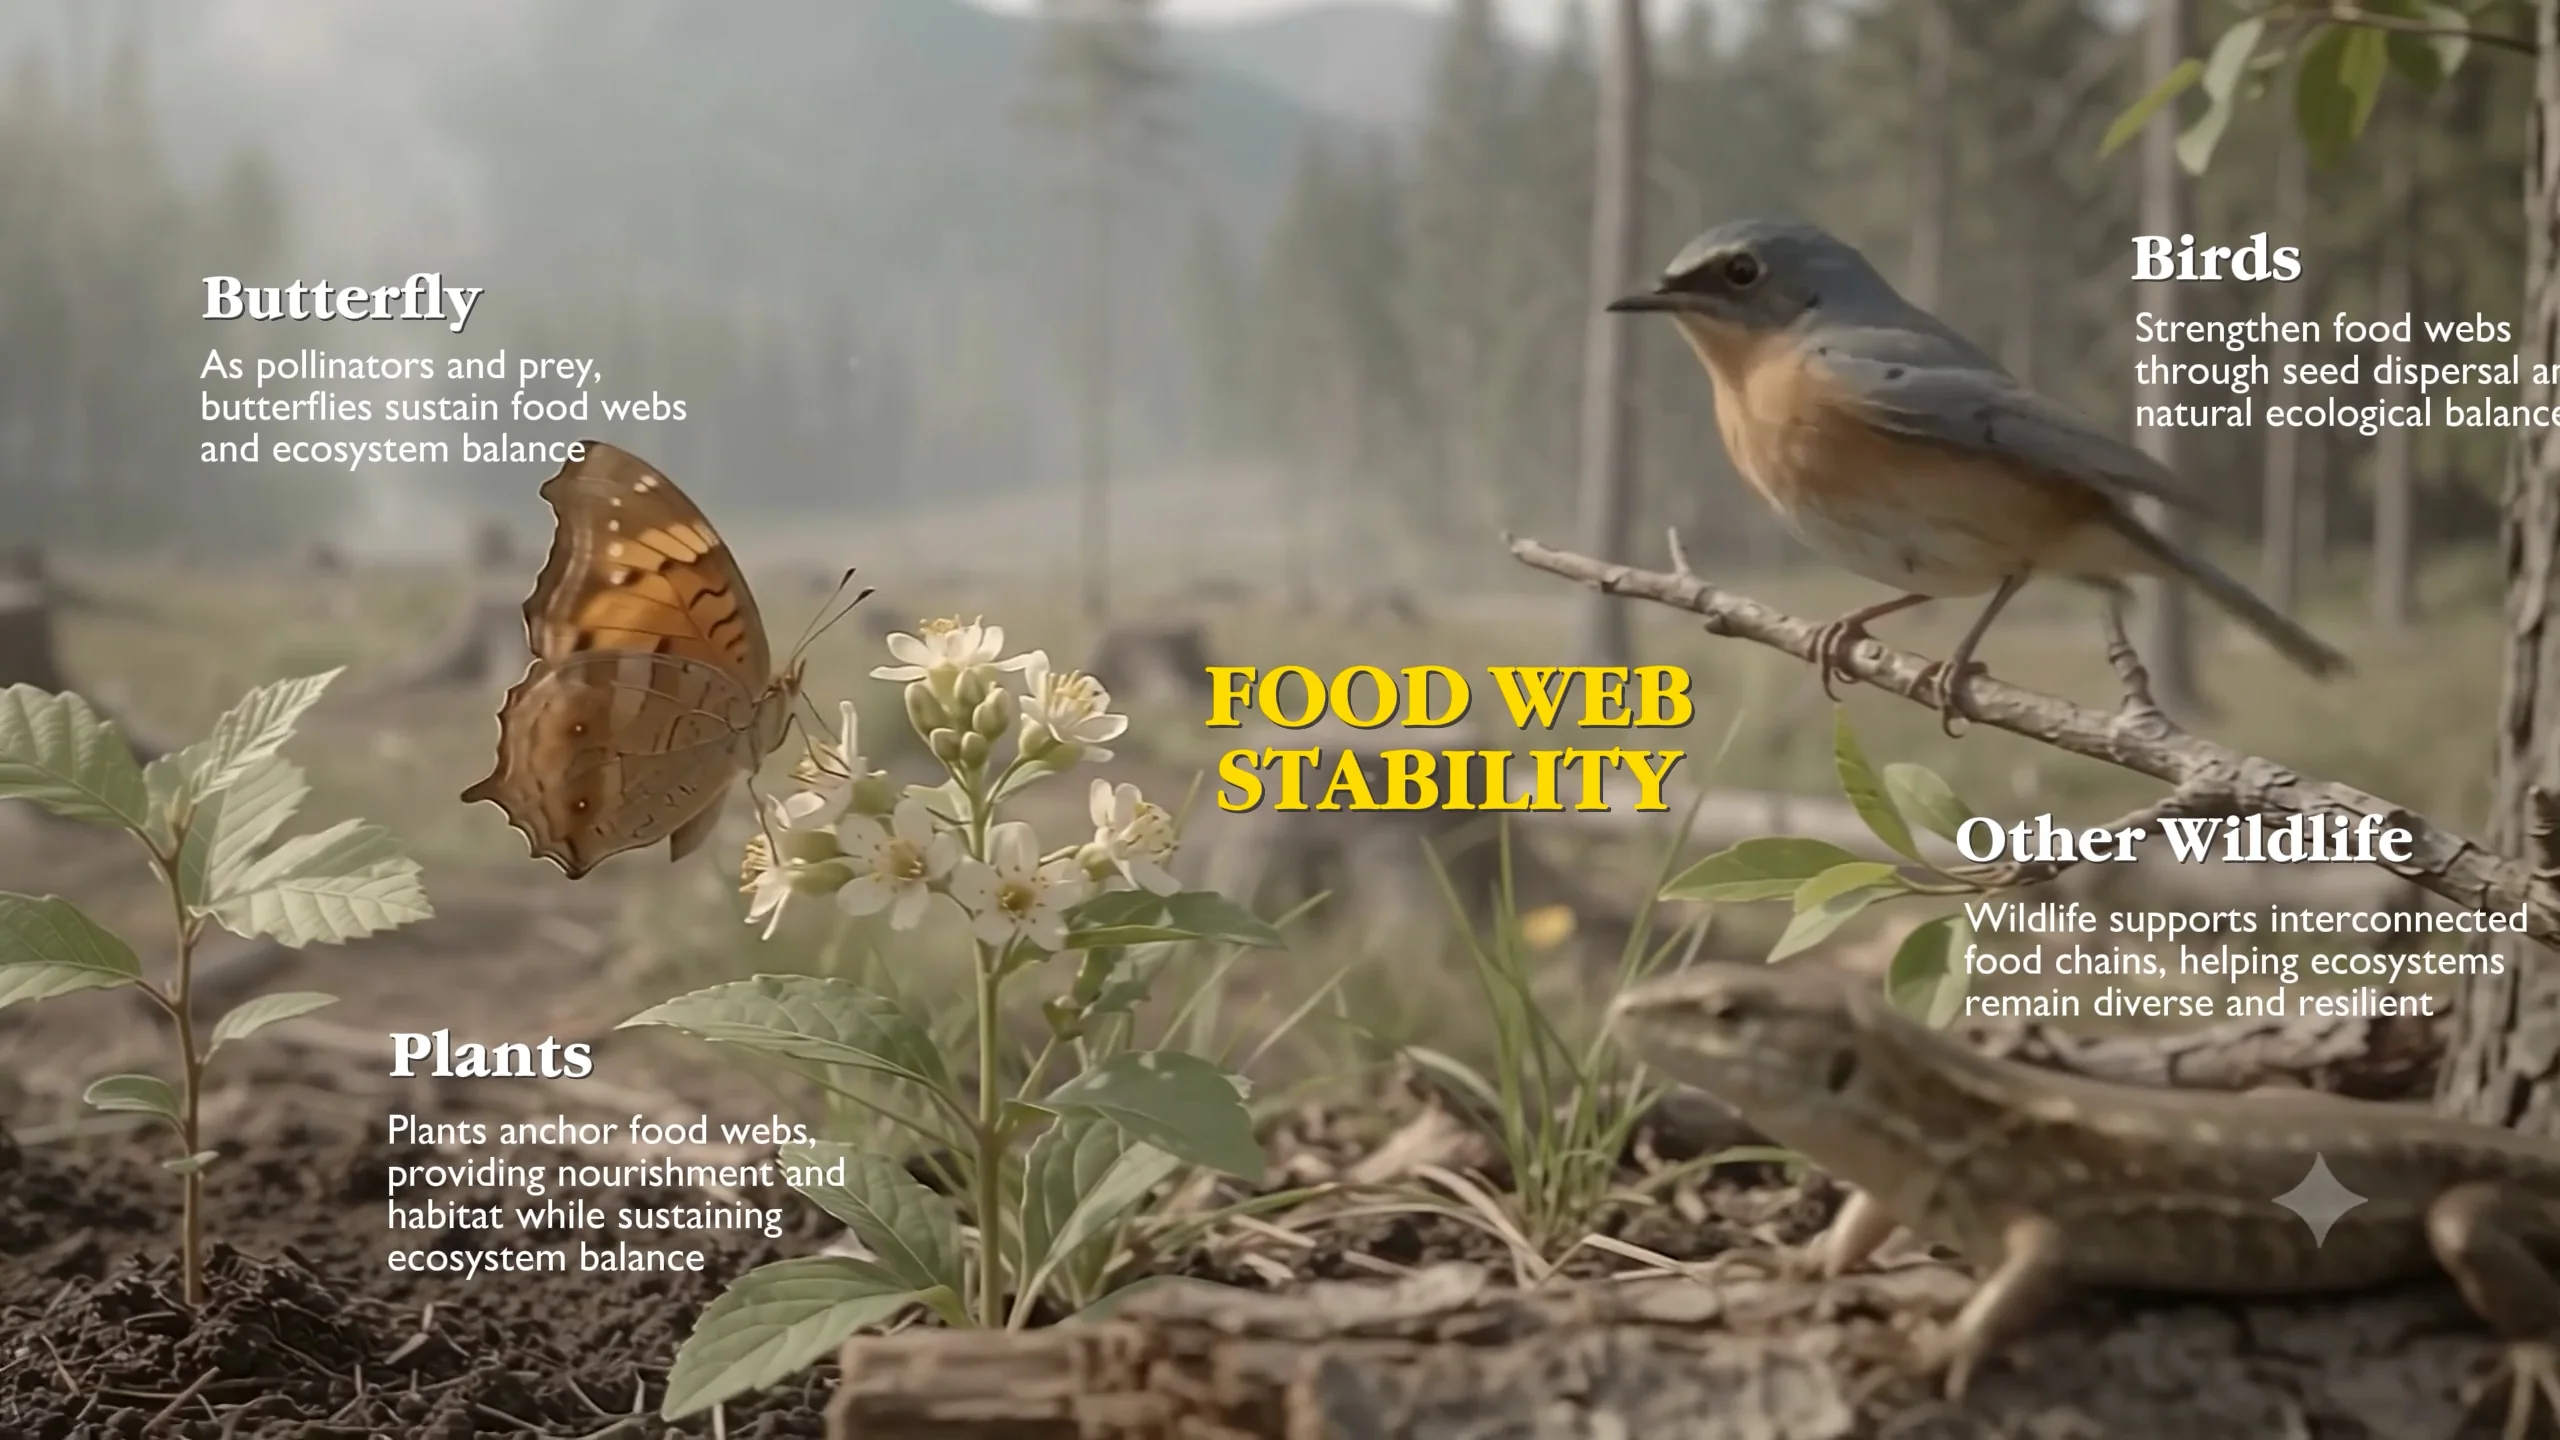 Butterfly
As pollinators and prey,
butterflies sustain food webs
and ecosystem balance
Birds
Strengthen food webs
through seed dispersal
natural ecological balance
FOOD WEB
STABILITY
Other Wildlife
Wildlife supports interconnected
food chains, helping ecosystems
remain diverse and resilient
Plants
Plants anchor food webs,
providing nourishment and
habitat while sustaining
ecosystem balance